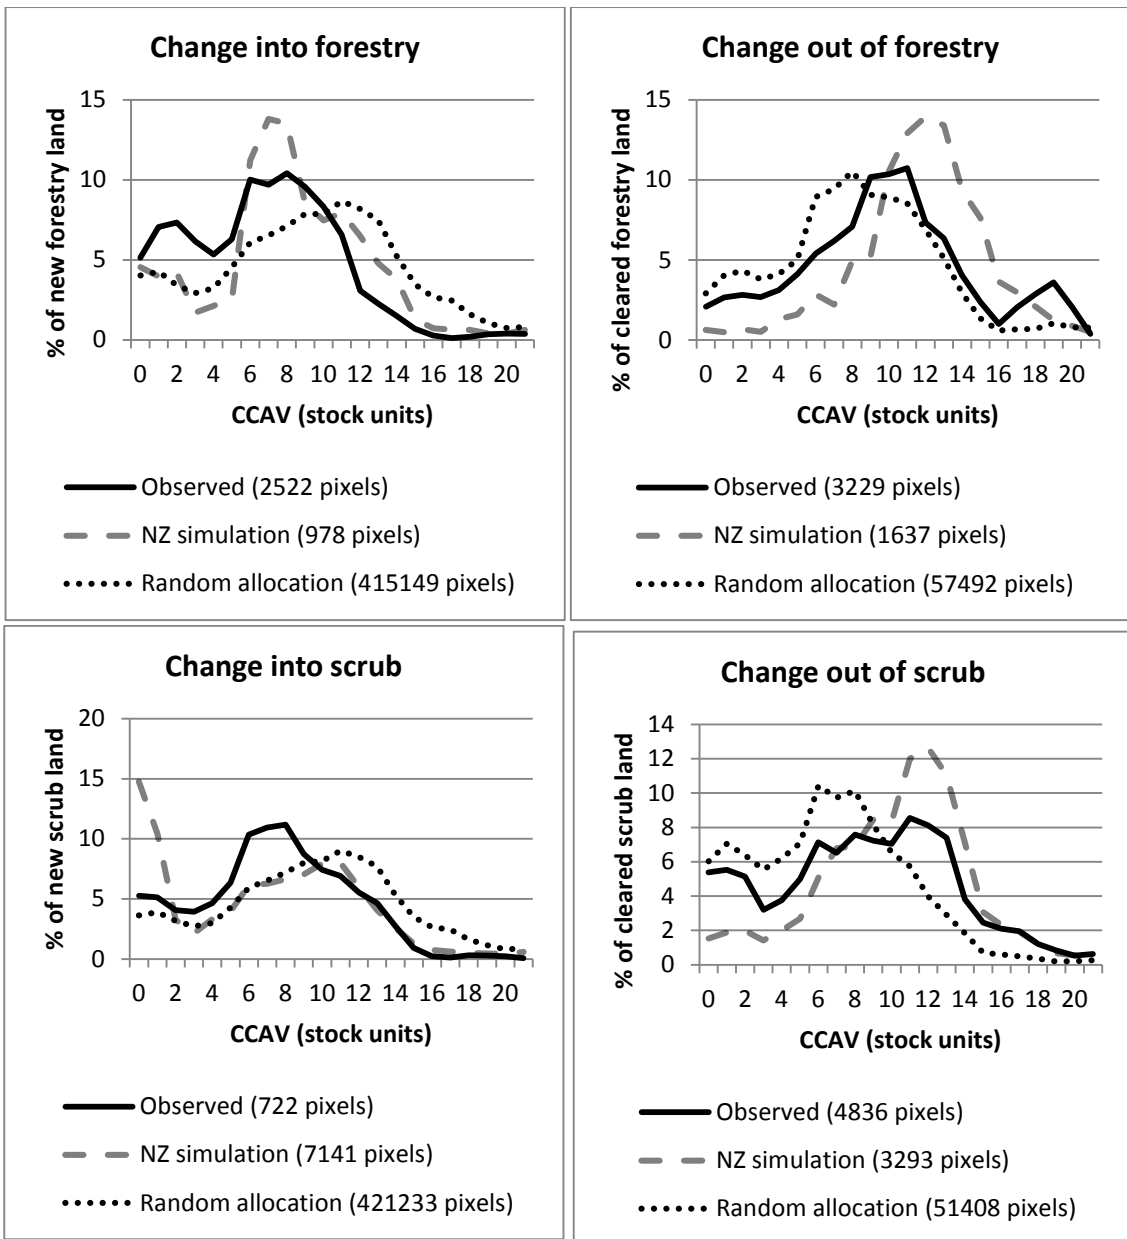 Change into forestry
% of new forestry land
15
10
5
0
0 2 4 6 8 10 12 14 16 18 20
CCAV (stock units)
Observed (2522 pixels)
NZ simulation (978 pixels)
Random allocation (415149 pixels)
Change out of forestry
% of cleared forestry land
15
10
5
0
0 2 4 6 8 10 12 14 16 18 20
CCAV (stock units)
Observed (3229 pixels)
NZ simulation (1637 pixels)
Random allocation (57492 pixels)
Change into scrub
% of new scrub land
20
15
10
5
0
0 2 4 6 8 10 12 14 16 18 20
CCAV (stock units)
Observed (722 pixels)
NZ simulation (7141 pixels)
Random allocation (421233 pixels)
Change out of scrub
% of cleared scrub land
14
12
10
8
6
4
2
0
0 2 4 6 8 10 12 14 16 18 20
CCAV (stock units)
Observed (4836 pixels)
NZ simulation (3293 pixels)
Random allocation (51408 pixels)